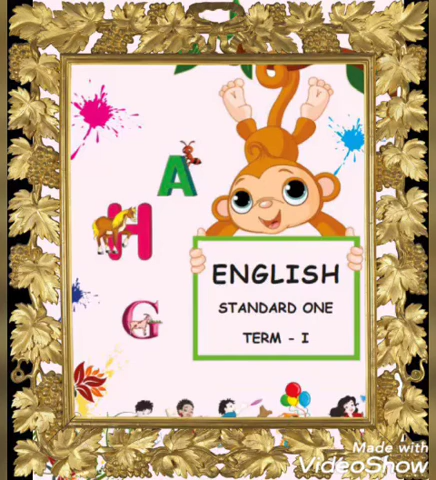 A
H
G
ENGLISH
STANDARD ONE
TERM - I
Made with
VideoShow